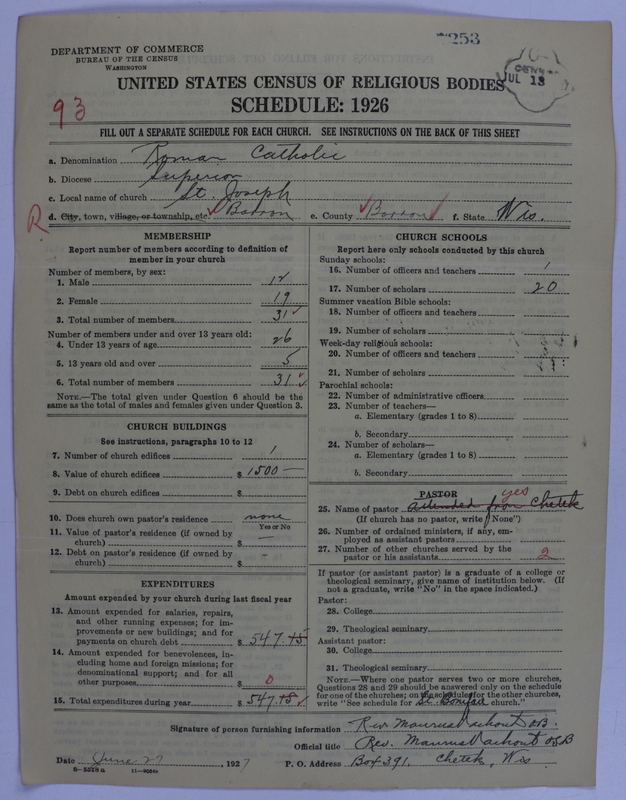 253
DEPARTMENT OF COMMERCE
BUREAU OF THE CENSUS
WASHINGTON
JUL 13
UNITED STATES CENSUS OF RELIGIOUS BODIES
SCHEDULE: 1926
93
FILL OUT A SEPARATE SCHEDULE FOR EACH CHURCH. SEE INSTRUCTIONS ON THE BACK OF THIS SHEET
a. Denomination Roman Catholic
b. Diocese Superior
c. Local name of church St. Joseph
R
d. City, town, village, or township, etc. Barron e. County Barron f. State Wis.
MEMBERSHIP
Report number of members according to definition of
member in your church
Number of members, by sex:
1. Male 12
2. Female 19
3. Total number of members 31
Number of members under and over 13 years old:
4. Under 13 years of age 26
5. 13 years old and over 5
6. Total number of members 31
NOTE.—The total given under Question 6 should be the
same as the total of males and females given under Question 3.
CHURCH BUILDINGS
See instructions, paragraphs 10 to 12
7. Number of church edifices 1
8. Value of church edifices $ 1500 —
9. Debt on church edifices $
10. Does church own pastor's residence none
Yes or No
11. Value of pastor's residence (if owned by
church) $ —
12. Debt on pastor's residence (if owned by
church) $ —
EXPENDITURES
Amount expended by your church during last fiscal year
13. Amount expended for salaries, repairs,
and other running expenses; for im-
provements or new buildings; and for
payments on church debt $ 547.15
14. Amount expended for benevolences, in-
cluding home and foreign missions; for
denominational support; and for all
other purposes $ 0
15. Total expenditures during year $ 547.15
CHURCH SCHOOLS
Report here only schools conducted by this church
Sunday schools:
16. Number of officers and teachers 1
17. Number of scholars 20
Summer vacation Bible schools:
18. Number of officers and teachers
19. Number of scholars
Week-day religious schools:
20. Number of officers and teachers
21. Number of scholars
Parochial schools:
22. Number of administrative officers
23. Number of teachers—
a. Elementary (grades 1 to 8)
b. Secondary
24. Number of scholars—
a. Elementary (grades 1 to 8)
b. Secondary
PASTOR
yes
25. Name of pastor attended from Chetek
(If church has no pastor, write "None")
26. Number of ordained ministers, if any, em-
ployed as assistant pastors
27. Number of other churches served by the
pastor or his assistants 2
If pastor (or assistant pastor) is a graduate of a college or
theological seminary, give name of institution below. (If
not a graduate, write "No" in the space indicated.)
Pastor:
28. College
29. Theological seminary
Assistant pastor:
30. College
31. Theological seminary
NOTE.—Where one pastor serves two or more churches,
Questions 28 and 29 should be answered only on the schedule
for one of the churches; on the schedules for the other churches,
write "See schedule for St. Boniface church."
Signature of person furnishing information Rev. Maurus OSB.
Official title Rev. Maurus OSB
Date June 27, 1927 P. O. Address Box 391. Chetek, Wis